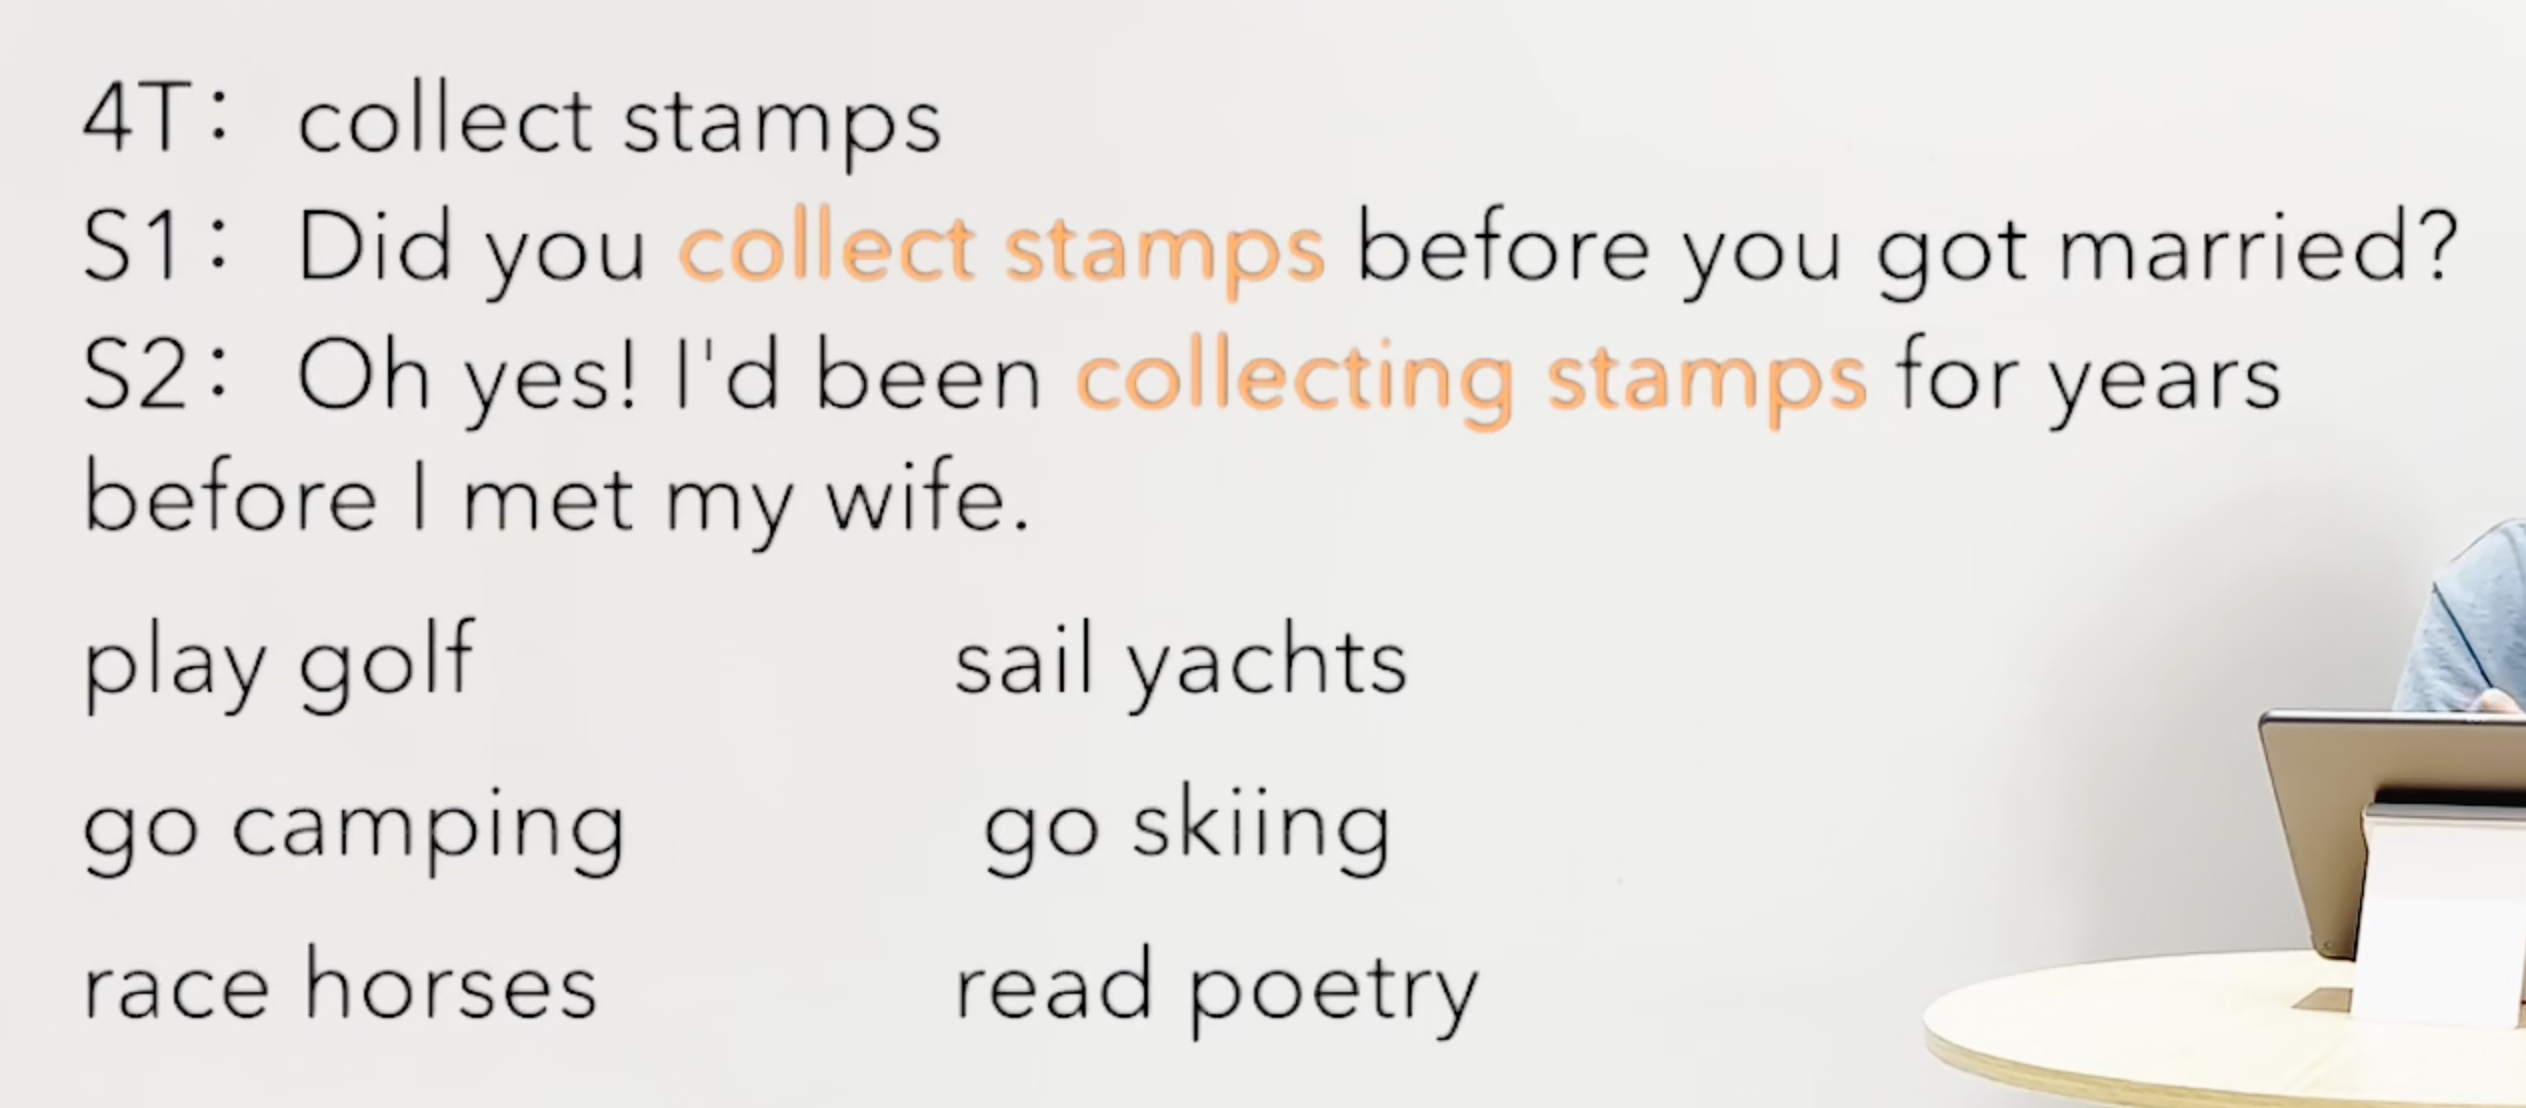 4T: collect stamps
S1: Did you collect stamps before you got married?
S2: Oh yes! I'd been collecting stamps for years
before I met my wife.
play golf
sail yachts
go camping
go skiing
race horses
read poetry